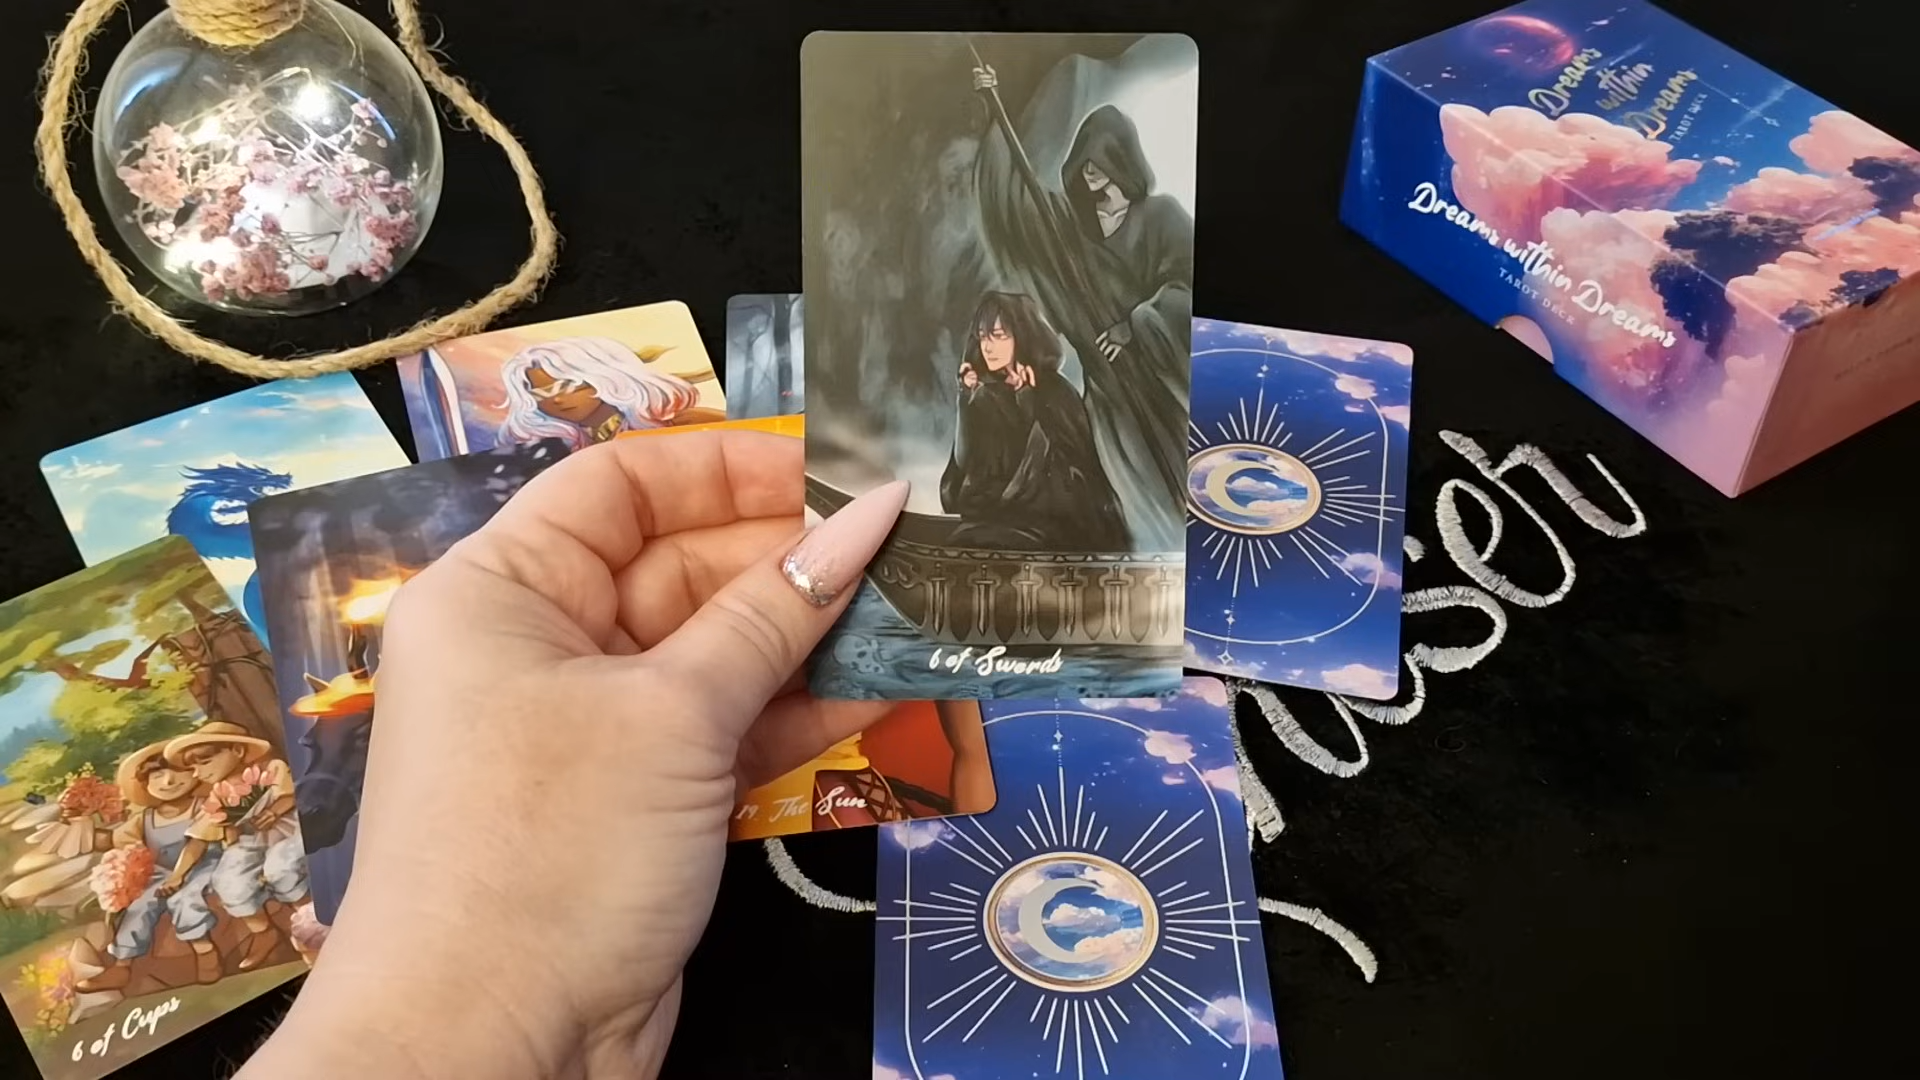 Dreams
within
Dreams
TAROT DECK
Dreams within Dreams
TAROT DECK
6 of Swords
19. The Sun
6 of Cups